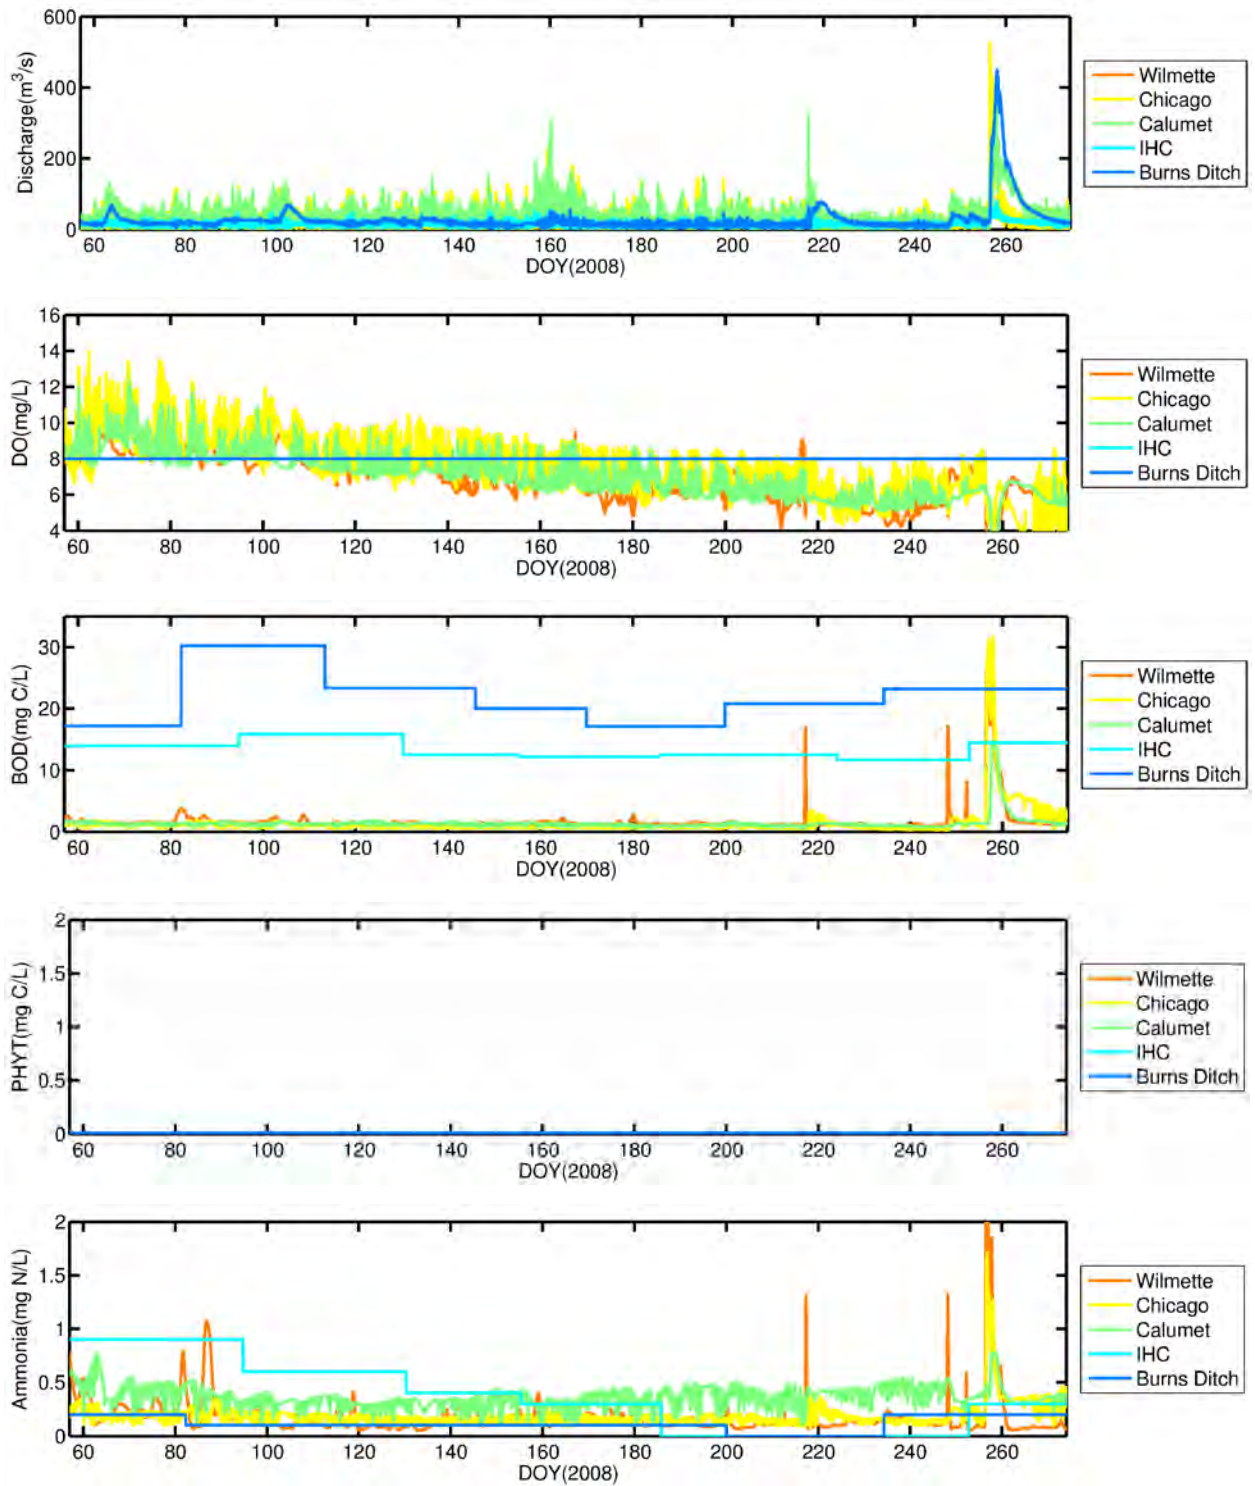 600
400
200
0
Discharge(m³/s)
60 80 100 120 140 160 180 200 220 240 260
DOY(2008)
Wilmette
Chicago
Calumet
IHC
Burns Ditch
16
14
12
10
8
6
4
DO(mg/L)
60 80 100 120 140 160 180 200 220 240 260
DOY(2008)
Wilmette
Chicago
Calumet
IHC
Burns Ditch
30
20
10
0
BOD(mg C/L)
60 80 100 120 140 160 180 200 220 240 260
DOY(2008)
Wilmette
Chicago
Calumet
IHC
Burns Ditch
2
1.5
1
0.5
0
PHYT(mg C/L)
60 80 100 120 140 160 180 200 220 240 260
DOY(2008)
Wilmette
Chicago
Calumet
IHC
Burns Ditch
2
1.5
1
0.5
0
Ammonia(mg N/L)
60 80 100 120 140 160 180 200 220 240 260
DOY(2008)
Wilmette
Chicago
Calumet
IHC
Burns Ditch